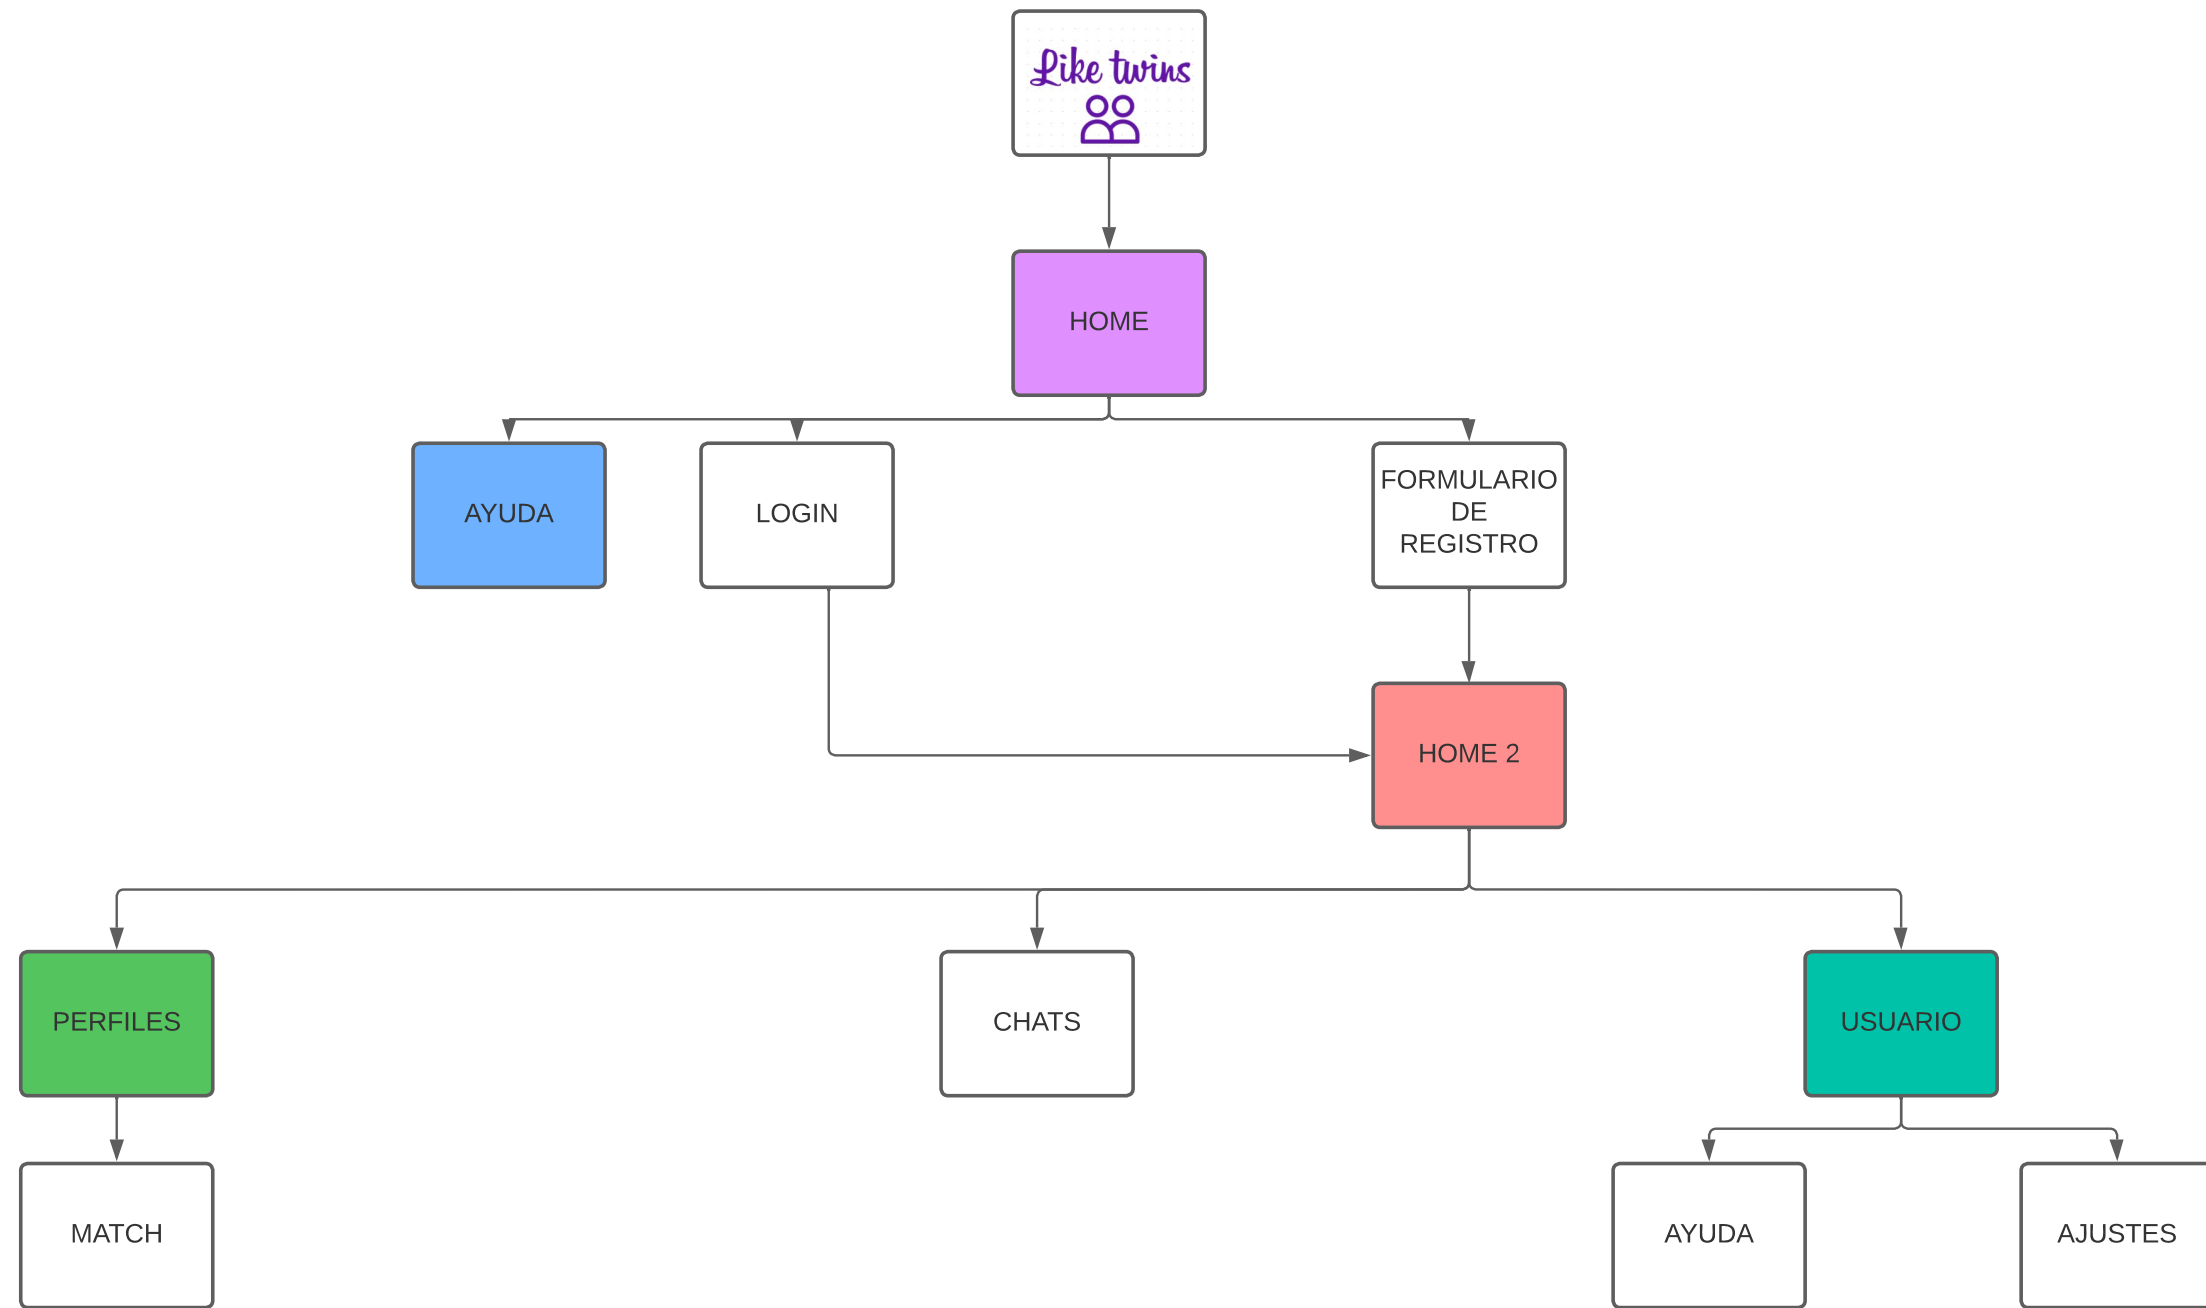 Like twins
HOME
AYUDA
LOGIN
FORMULARIO
DE
REGISTRO
HOME 2
PERFILES
CHATS
USUARIO
MATCH
AYUDA
AJUSTES